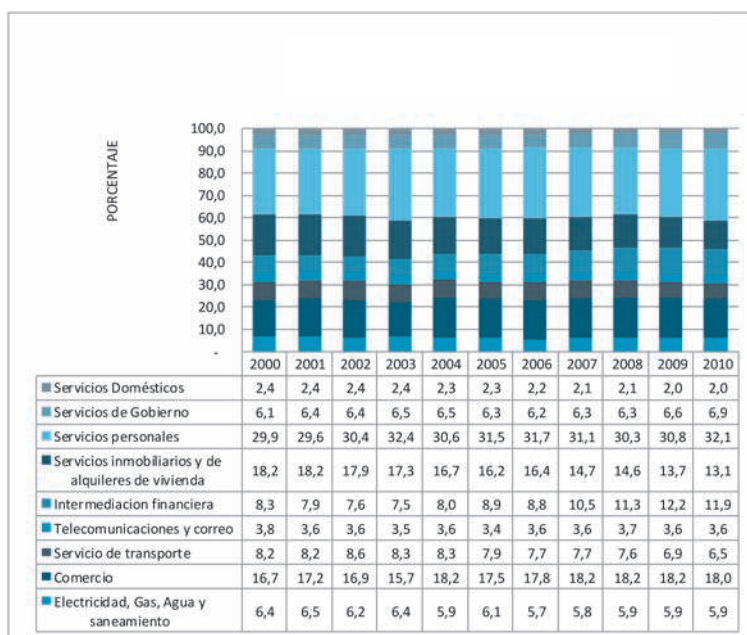 PORCENTAJE
100,0
90,0
80,0
70,0
60,0
50,0
40,0
30,0
20,0
10,0
-
2000 2001 2002 2003 2004 2005 2006 2007 2008 2009 2010
Servicios Domésticos 2,4 2,4 2,4 2,4 2,3 2,3 2,2 2,1 2,1 2,0 2,0
Servicios de Gobierno 6,1 6,4 6,4 6,5 6,5 6,3 6,2 6,3 6,3 6,6 6,9
Servicios personales 29,9 29,6 30,4 32,4 30,6 31,5 31,7 31,1 30,3 30,8 32,1
Servicios inmobiliarios y de
alquileres de vivienda 18,2 18,2 17,9 17,3 16,7 16,2 16,4 14,7 14,6 13,7 13,1
Intermediacion financiera 8,3 7,9 7,6 7,5 8,0 8,9 8,8 10,5 11,3 12,2 11,9
Telecomunicaciones y correo 3,8 3,6 3,6 3,5 3,6 3,4 3,6 3,6 3,7 3,6 3,6
Servicio de transporte 8,2 8,2 8,6 8,3 8,3 7,9 7,7 7,7 7,6 6,9 6,5
Comercio 16,7 17,2 16,9 15,7 18,2 17,5 17,8 18,2 18,2 18,2 18,0
Electricidad, Gas, Agua y
saneamiento 6,4 6,5 6,2 6,4 5,9 6,1 5,7 5,8 5,9 5,9 5,9